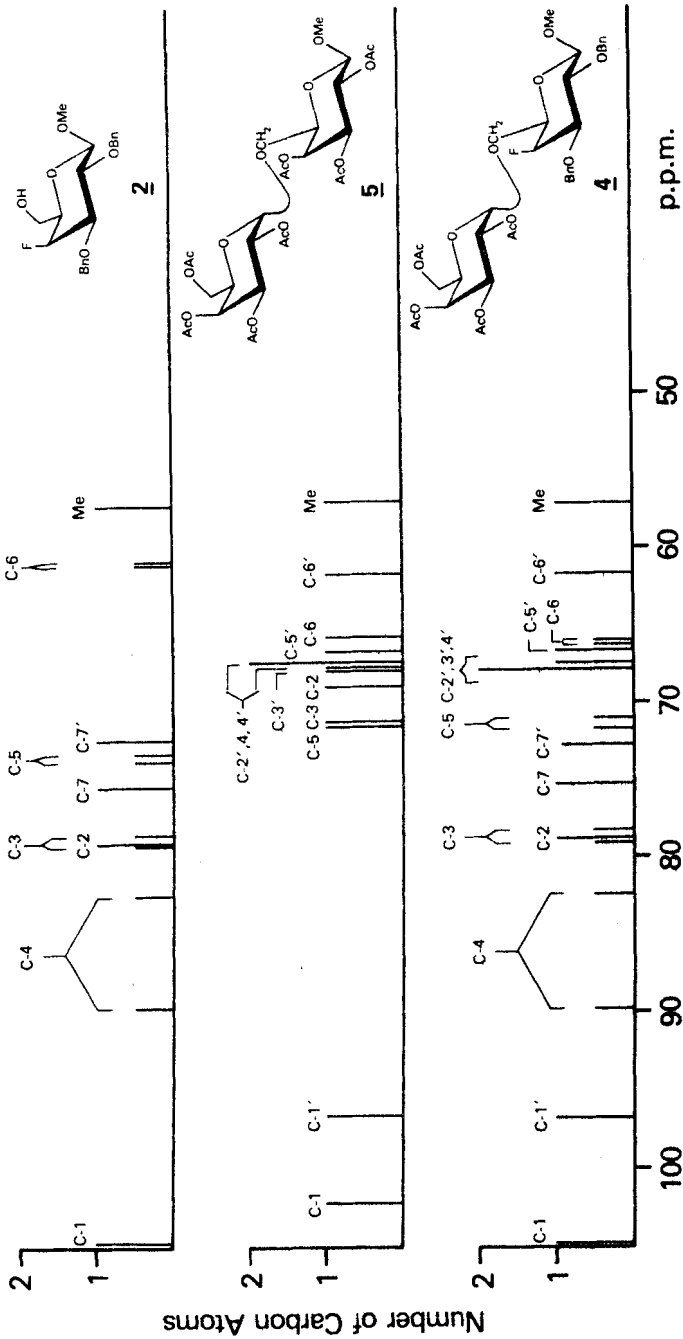 2
1
C-1
C-4
C-3
C-2
C-7
C-5
C-7′
C-6
Me
F
OH
O
OMe
BnO
OBn
2
2
1
C-1
C-1′
C-2′,4,4′
C-5
C-3
C-3′
C-2
C-5′
C-6
C-6′
Me
OAc
AcO
O
AcO
OAc
OCH₂
AcO
O
OMe
AcO
OAc
5
2
1
C-1
C-1′
C-4
C-3
C-2
C-7
C-5
C-7′
C-2′,3′,4′
C-5′
C-6
C-6′
Me
OAc
AcO
O
AcO
OAc
OCH₂
F
O
OMe
BnO
OBn
4
100
90
80
70
60
50
p.p.m.
Number of Carbon Atoms